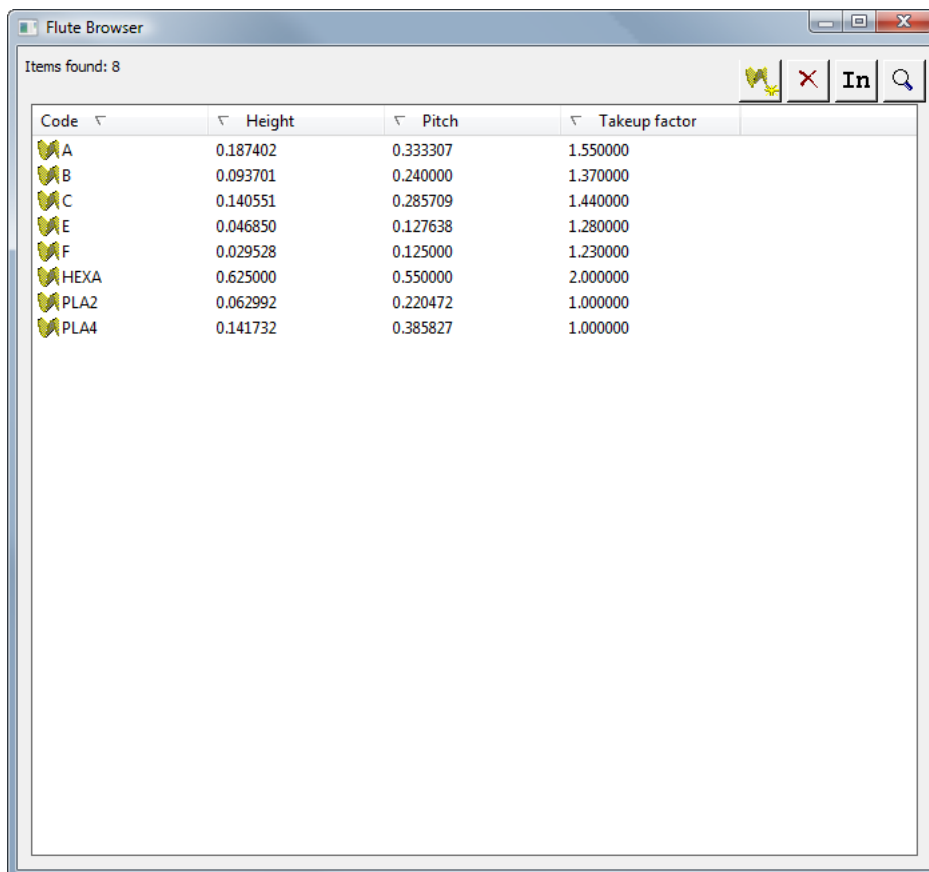 Flute Browser
Items found: 8
In
Code Height Pitch Takeup factor
A 0.187402 0.333307 1.550000
B 0.093701 0.240000 1.370000
C 0.140551 0.285709 1.440000
E 0.046850 0.127638 1.280000
F 0.029528 0.125000 1.230000
HEXA 0.625000 0.550000 2.000000
PLA2 0.062992 0.220472 1.000000
PLA4 0.141732 0.385827 1.000000